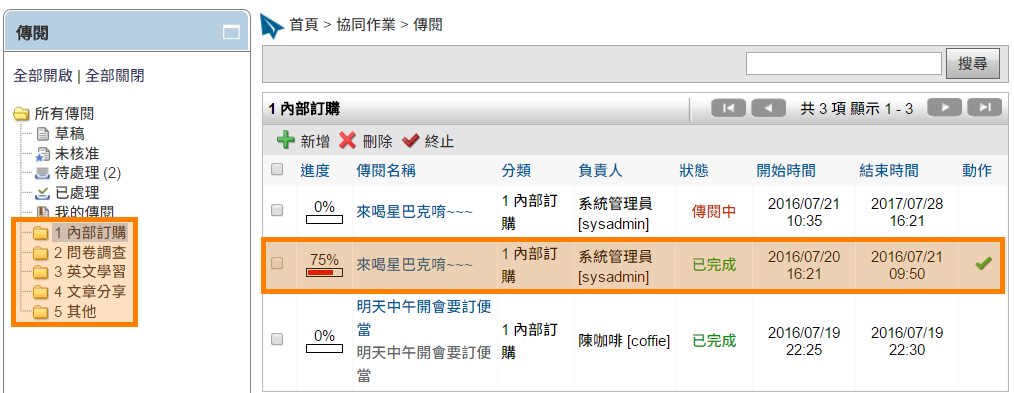 傳閱
全部開啟 | 全部關閉
所有傳閱
草稿
未核准
待處理 (2)
已處理
我的傳閱
1 內部訂購
2 問卷調查
3 英文學習
4 文章分享
5 其他
首頁 > 協同作業 > 傳閱
搜尋
1 內部訂購
共 3 項 顯示 1 - 3
新增 刪除 終止
進度 傳閱名稱 分類 負責人 狀態 開始時間 結束時間 動作
0%
來喝星巴克唷~~~
1 內部訂
購
系統管理員
[sysadmin]
傳閱中
2016/07/21
10:35
2017/07/28
16:21
75%
來喝星巴克唷~~~
1 內部訂
購
系統管理員
[sysadmin]
已完成
2016/07/20
16:21
2016/07/21
09:50
0%
明天中午開會要訂便
當
明天中午開會要訂便
當
1 內部訂
購
陳咖啡 [coffie]
已完成
2016/07/19
22:25
2016/07/19
22:30